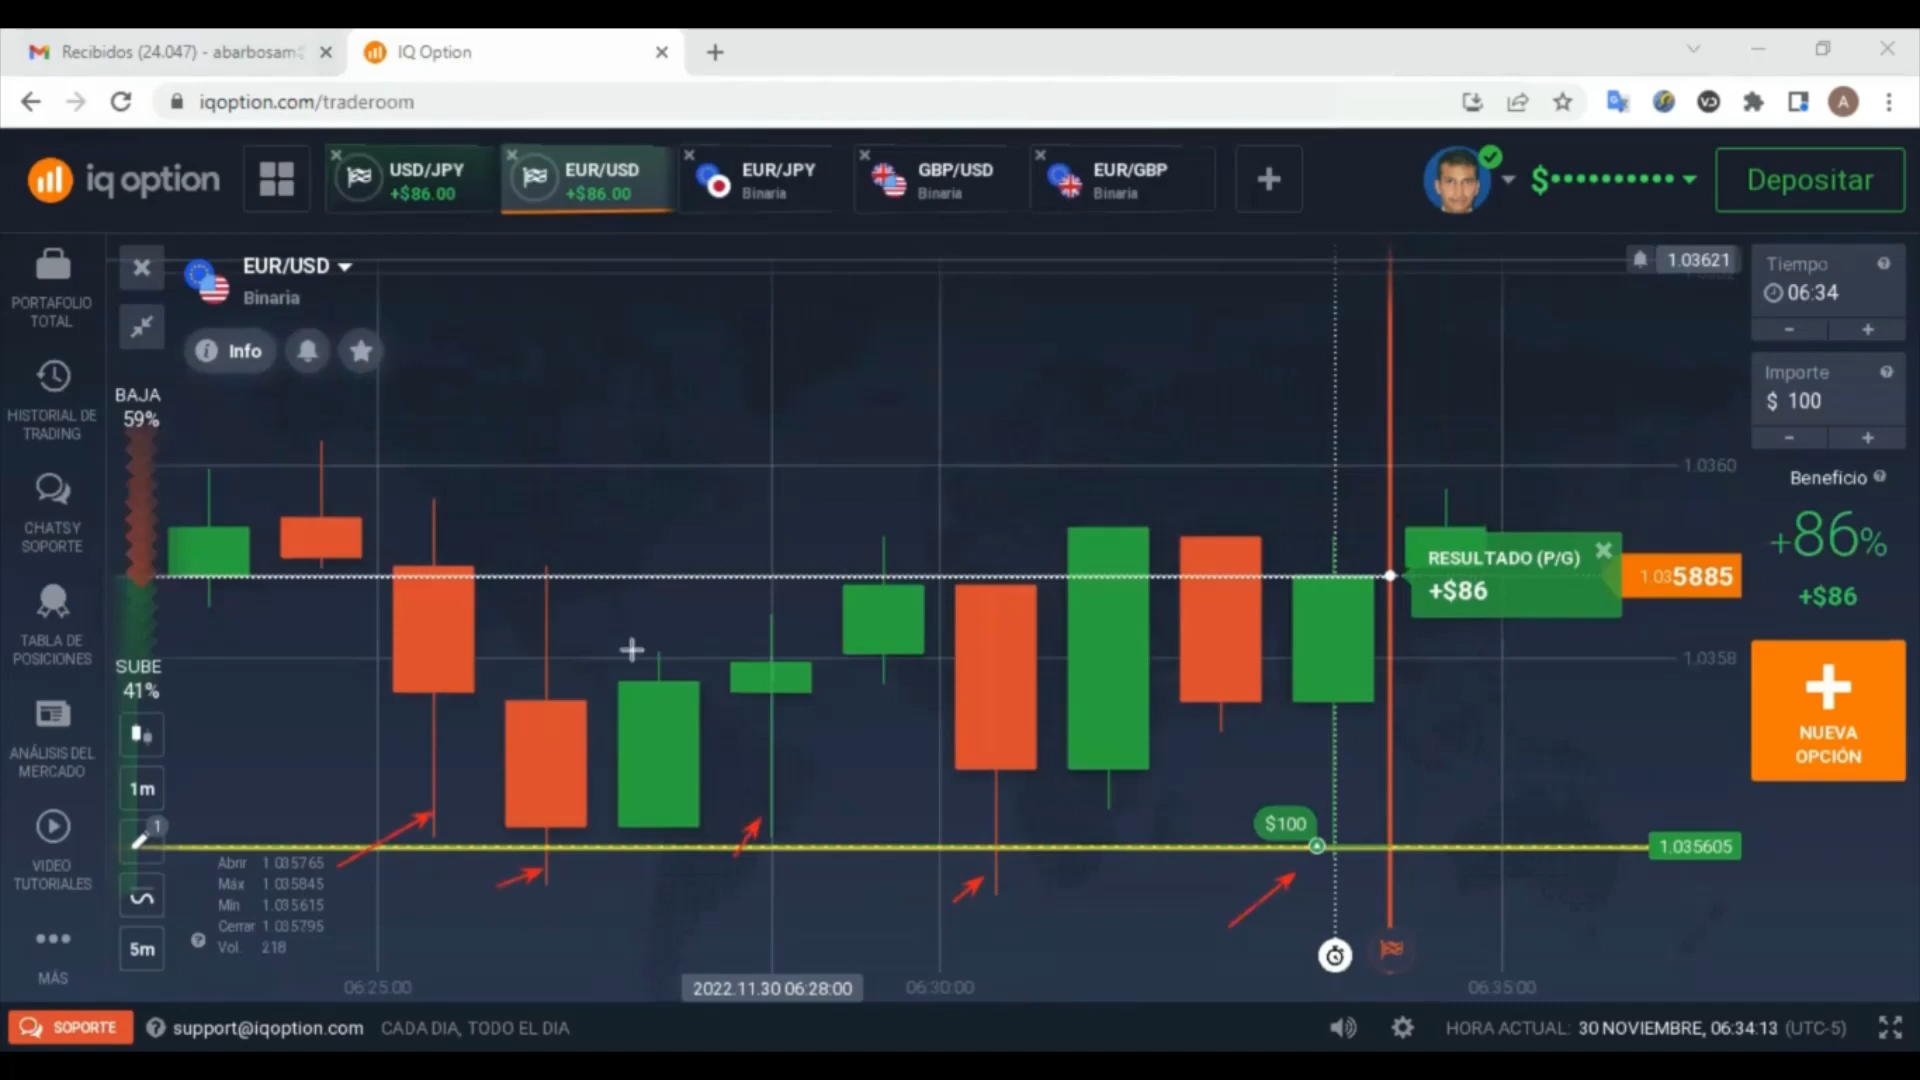 Recibidos (24.047) - abarbosam
IQ Option
iqoption.com/traderoom
A
iq option
USD/JPY
+$86.00
EUR/USD
+$86.00
EUR/JPY
Binaria
GBP/USD
Binaria
EUR/GBP
Binaria
$
Depositar
PORTAFOLIO
TOTAL
HISTORIAL DE
TRADING
CHATS Y
SOPORTE
TABLA DE
POSICIONES
ANÁLISIS DEL
MERCADO
VIDEO
TUTORIALES
MÁS
EUR/USD
Binaria
Info
BAJA
59%
SUBE
41%
1m
1
5m
Abrir 1.035765
Máx 1.035845
Mín 1.035615
Cerrar 1.035795
Vol. 218
1.03621
1.0360
RESULTADO (P/G)
+$86
1.035885
1.0358
$100
1.035605
06:25:00
2022.11.30 06:28:00
06:30:00
06:35:00
Tiempo
06:34
- +
Importe
$ 100
- +
Beneficio
+86%
+$86
NUEVA
OPCIÓN
SOPORTE
support@iqoption.com
CADA DIA, TODO EL DIA
HORA ACTUAL: 30 NOVIEMBRE, 06:34:13 (UTC-5)